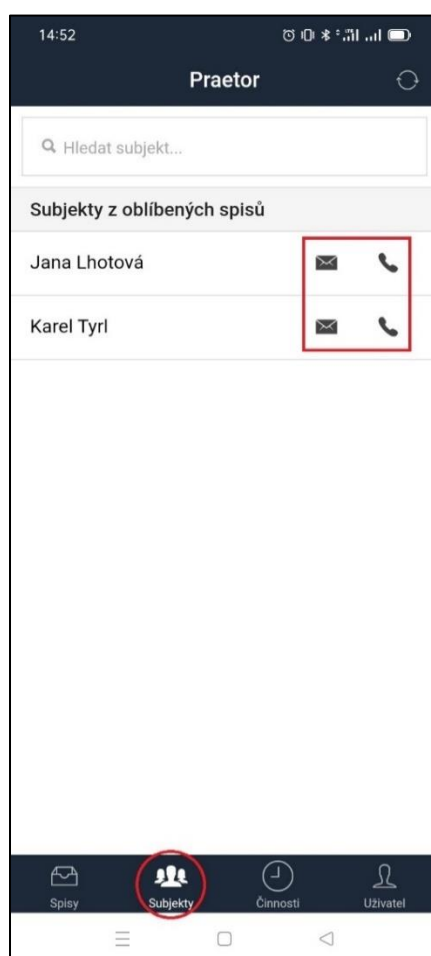 14:52
Praetor
Hledat subjekt...
Subjekty z oblíbených spisů
Jana Lhotová
Karel Tyrl
Spisy
Subjekty
Činnosti
Uživatel